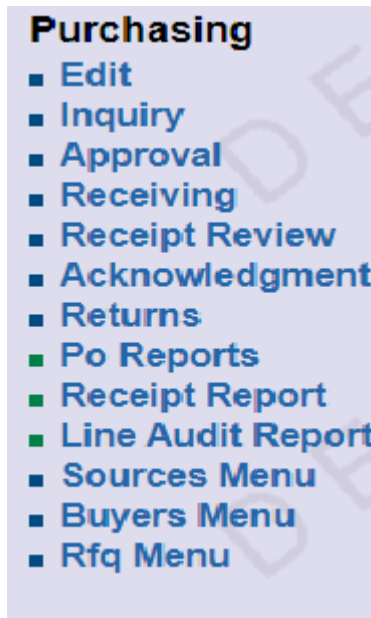 Purchasing
Edit
Inquiry
Approval
Receiving
Receipt Review
Acknowledgment
Returns
Po Reports
Receipt Report
Line Audit Report
Sources Menu
Buyers Menu
Rfq Menu